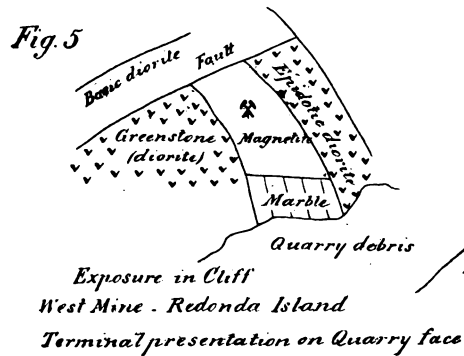 Fig. 5
Basic diorite
Fault
Epidotic diorite
Greenstone
(diorite)
Magnetite
Marble
Quarry debris
Exposure in Cliff
West Mine - Redonda Island
Terminal presentation on Quarry face